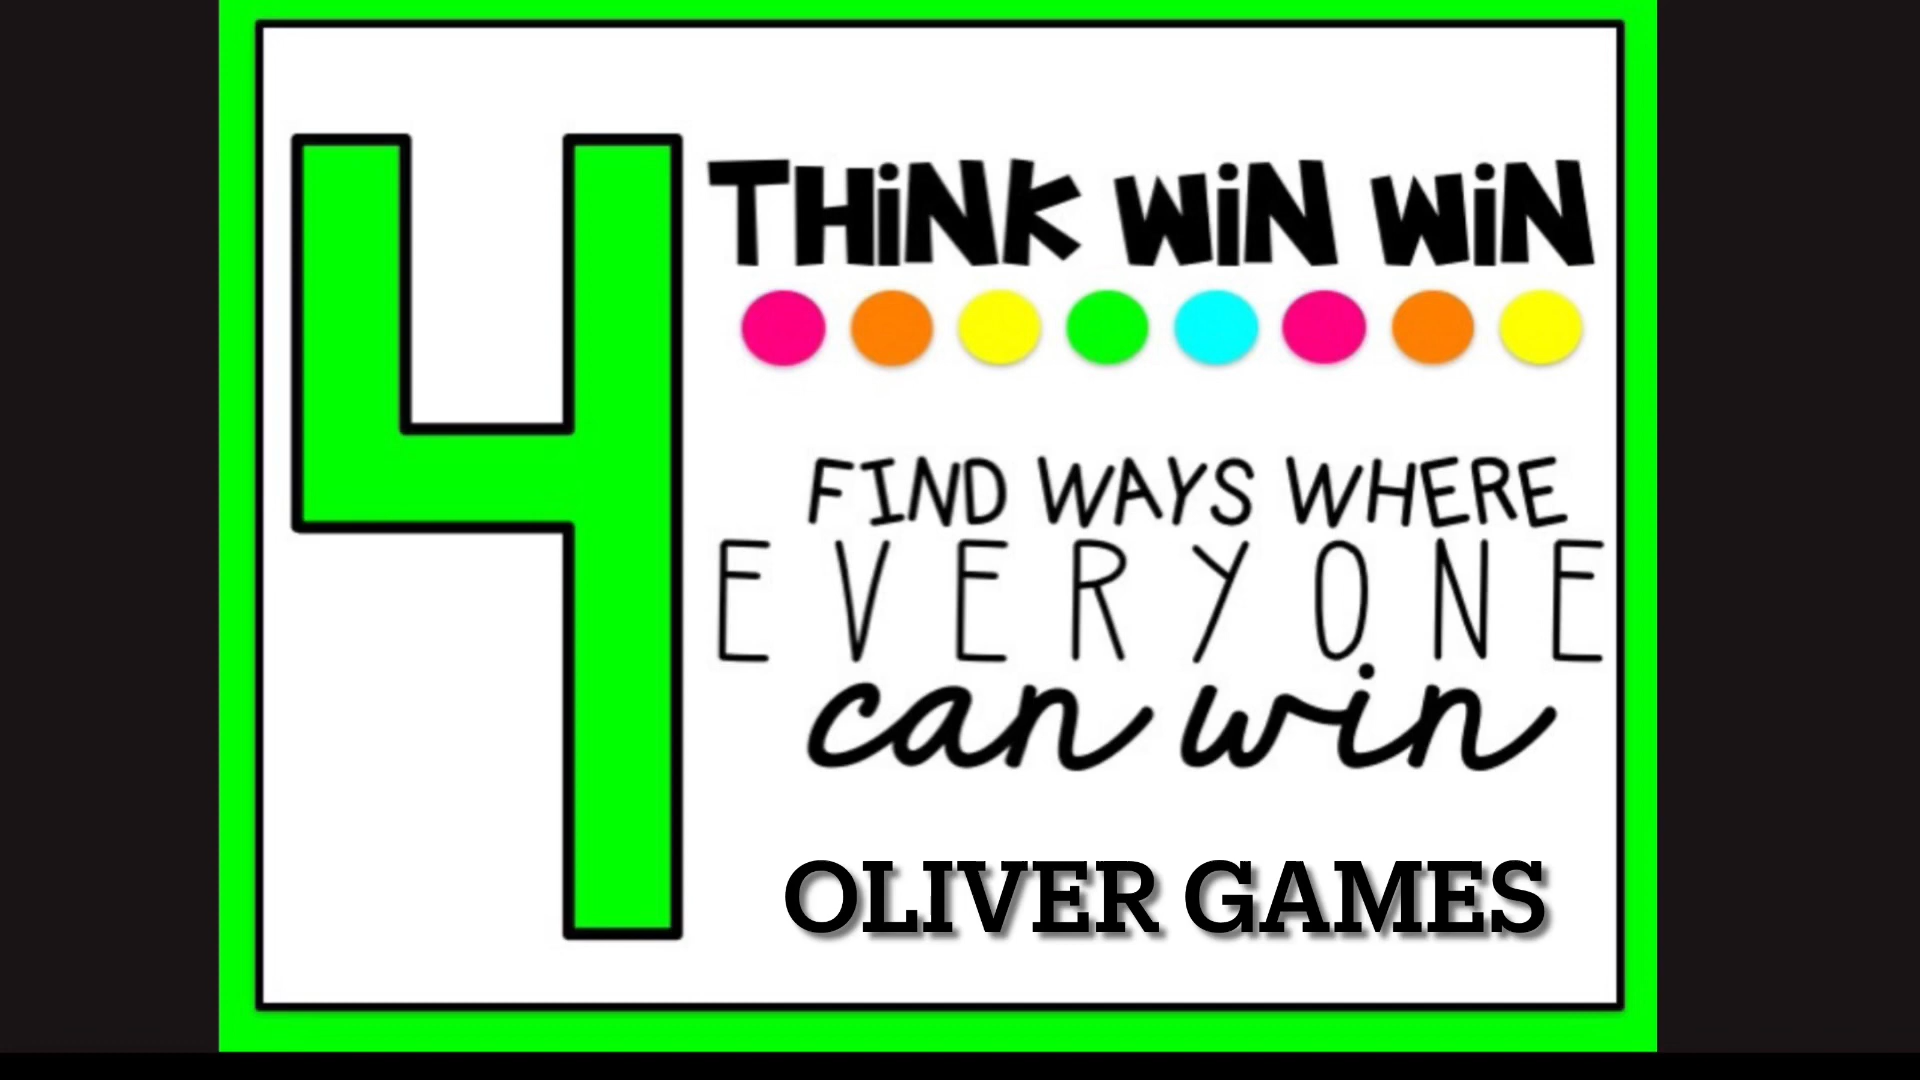 4
THiNK WiN WiN
FIND WAYS WHERE
EVERYONE
can win
OLIVER GAMES